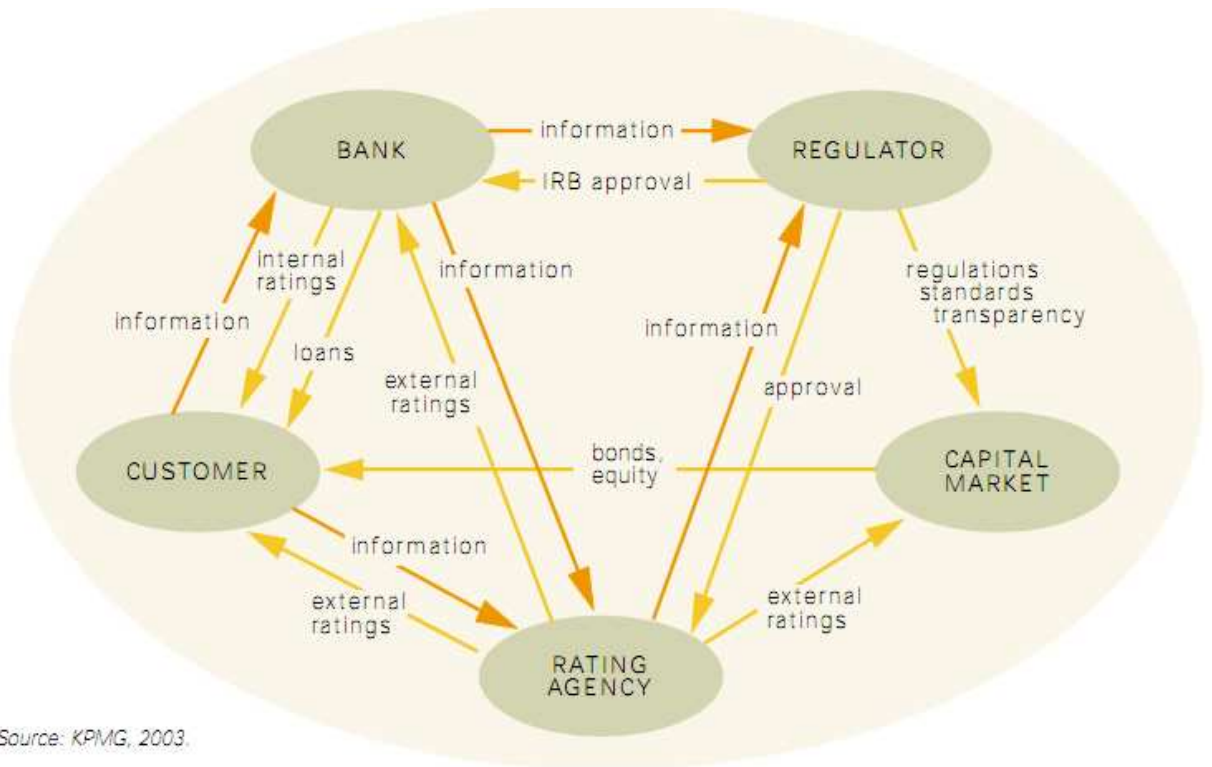 BANK
information
REGULATOR
IRB approval
internal
ratings
information
information
loans
external
ratings
information
regulations
standards
transparency
approval
CUSTOMER
bonds,
equity
CAPITAL
MARKET
information
external
ratings
external
ratings
RATING
AGENCY
Source: KPMG, 2003.